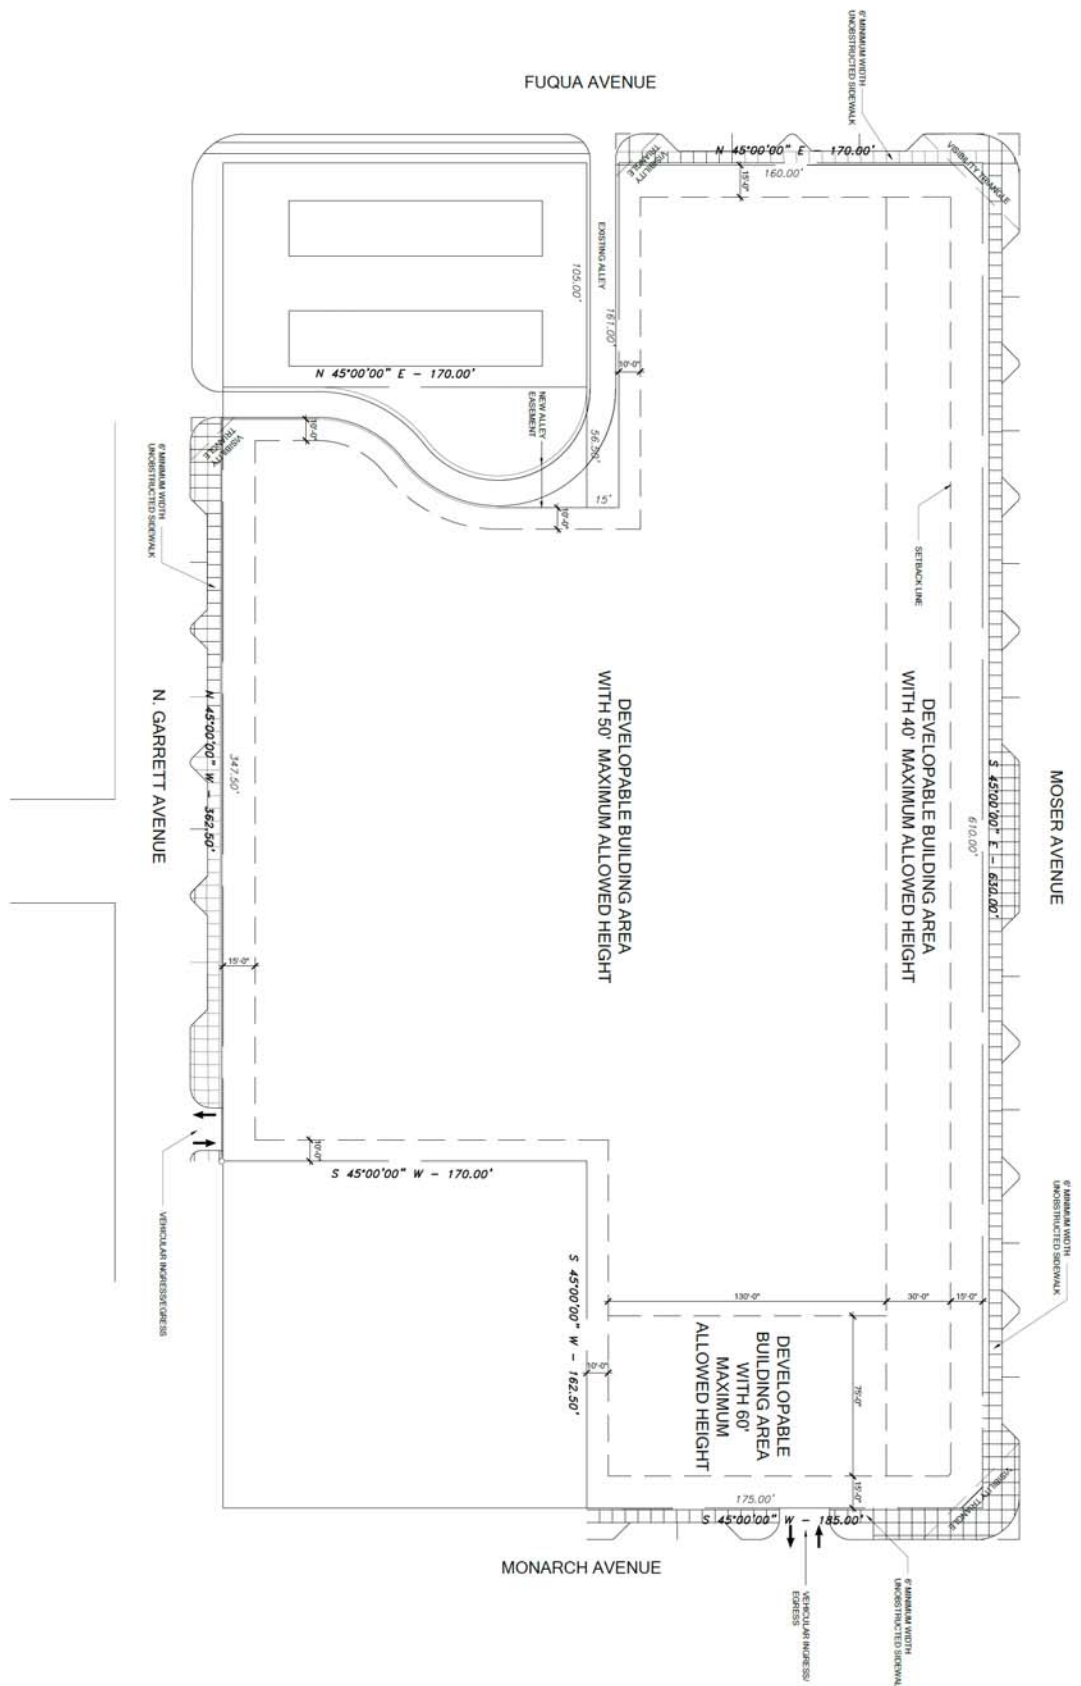 6' MINIMUM WIDTH
UNOBSTRUCTED SIDEWALK
FUQUA AVENUE
N 45°00'00" E - 170.00'
160.00'
15'-0"
VISIBILITY
TRIANGLE
VISIBILITY TRIANGLE
EXISTING ALLEY
105.00'
161.00'
10'-0"
N 45°00'00" E - 170.00'
NEW ALLEY
EASEMENT
56.50'
15'
10'-0"
10'-0"
VISIBILITY
TRIANGLE
6' MINIMUM WIDTH
UNOBSTRUCTED SIDEWALK
SETBACK LINE
N. GARRETT AVENUE
N 45°00'00" W - 362.50'
347.50'
15'-0"
DEVELOPABLE BUILDING AREA
WITH 50' MAXIMUM ALLOWED HEIGHT
DEVELOPABLE BUILDING AREA
WITH 40' MAXIMUM ALLOWED HEIGHT
S 45°00'00" E - 630.00'
610.00'
MOSER AVENUE
10'-0"
S 45°00'00" W - 170.00'
VEHICULAR INGRESS/EGRESS
6' MINIMUM WIDTH
UNOBSTRUCTED SIDEWALK
S 45°00'00" W - 162.50'
130'-0"
30'-0"
15'-0"
10'-0"
75'-0"
DEVELOPABLE
BUILDING AREA
WITH 60'
MAXIMUM
ALLOWED HEIGHT
15'-0"
175.00'
S 45°00'00" W - 185.00'
VISIBILITY TRIANGLE
MONARCH AVENUE
VEHICULAR INGRESS/
EGRESS
6' MINIMUM WIDTH
UNOBSTRUCTED SIDEWAL